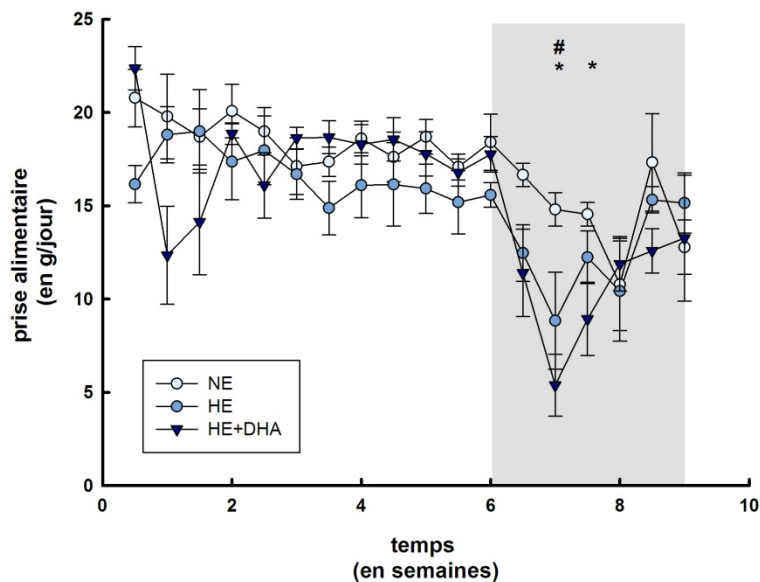 25
20
15
10
5
0
prise alimentaire
(en g/jour)
#
* *
NE
HE
HE+DHA
0 2 4 6 8 10
temps
(en semaines)